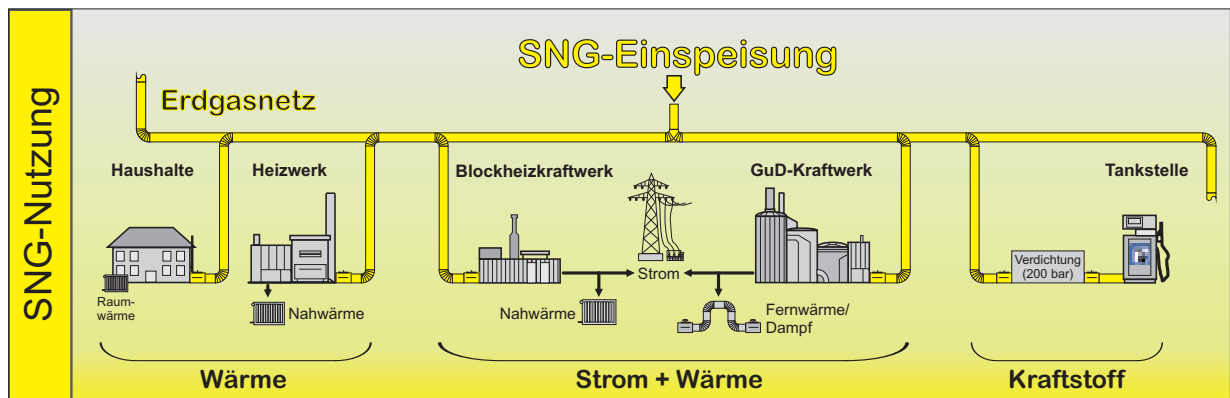 SNG-Nutzung
SNG-Einspeisung
Erdgasnetz
Haushalte
Heizwerk
Blockheizkraftwerk
GuD-Kraftwerk
Tankstelle
Raum-
wärme
Nahwärme
Strom
Nahwärme
Fernwärme/
Dampf
Verdichtung
(200 bar)
Wärme
Strom + Wärme
Kraftstoff